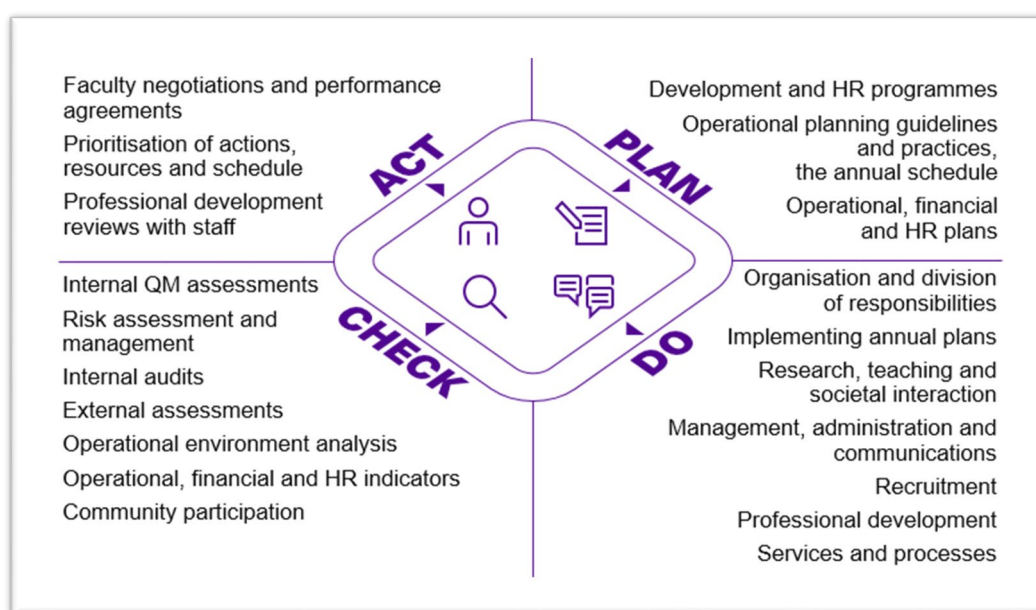 Faculty negotiations and performance
agreements
Prioritisation of actions,
resources and schedule
Professional development
reviews with staff
ACT
PLAN
Development and HR programmes
Operational planning guidelines
and practices,
the annual schedule
Operational, financial
and HR plans
Internal QM assessments
Risk assessment and
management
Internal audits
External assessments
Operational environment analysis
Operational, financial and HR indicators
Community participation
CHECK
DO
Organisation and division
of responsibilities
Implementing annual plans
Research, teaching and
societal interaction
Management, administration and
communications
Recruitment
Professional development
Services and processes